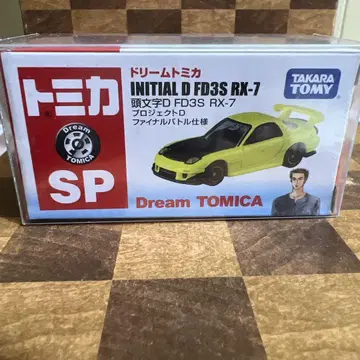 トミカ
Dream
TOMICA
SP
ドリームトミカ
INITIAL D FD3S RX-7
頭文字D FD3S RX-7
プロジェクトD
ファイナルバトル仕様
TAKARA
TOMY
Dream TOMICA